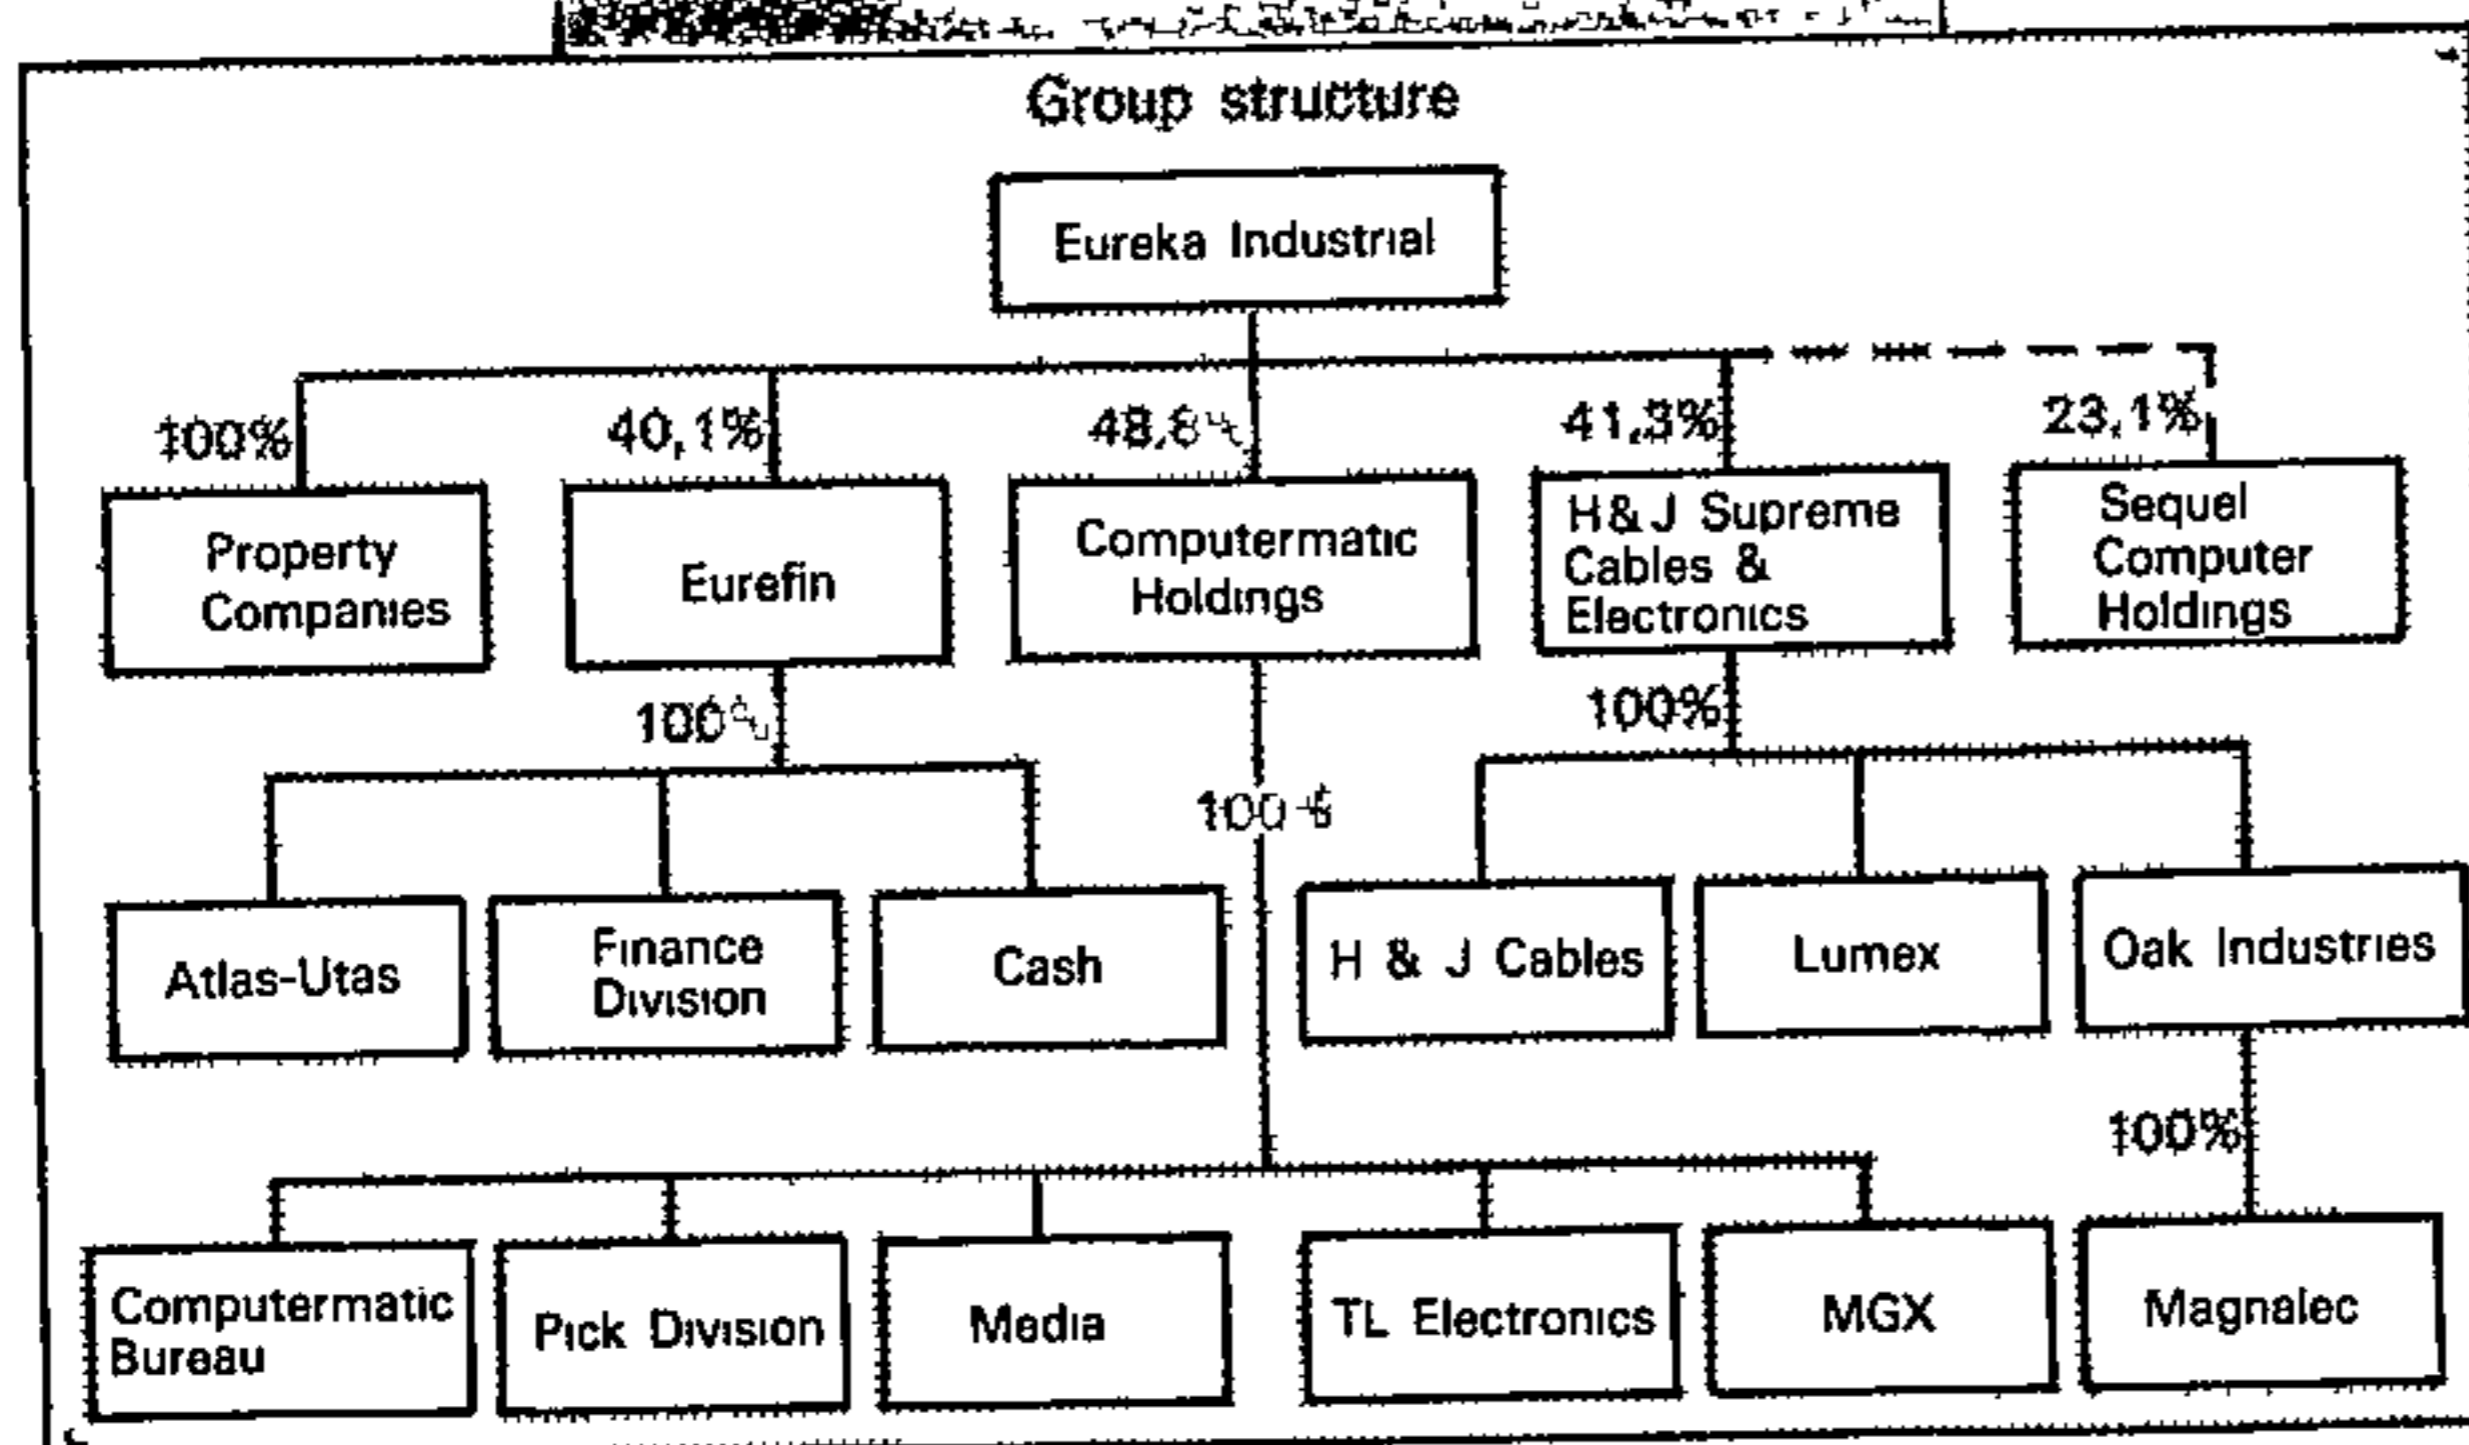 Group structure
Eureka Industrial
100%
40,1%
41,3%
23,1%
Property
Companies
Eurefin
Computermatic
Holdings
H & J Supreme
Cables &
Electronics
Sequel
Computer
Holdings
100%
100%
100%
Atlas-Utas
Finance
Division
Cash
H & J Cables
Lumex
Oak Industries
100%
Computermatic
Bureau
Pick Division
Media
TL Electronics
MGX
Magnalec